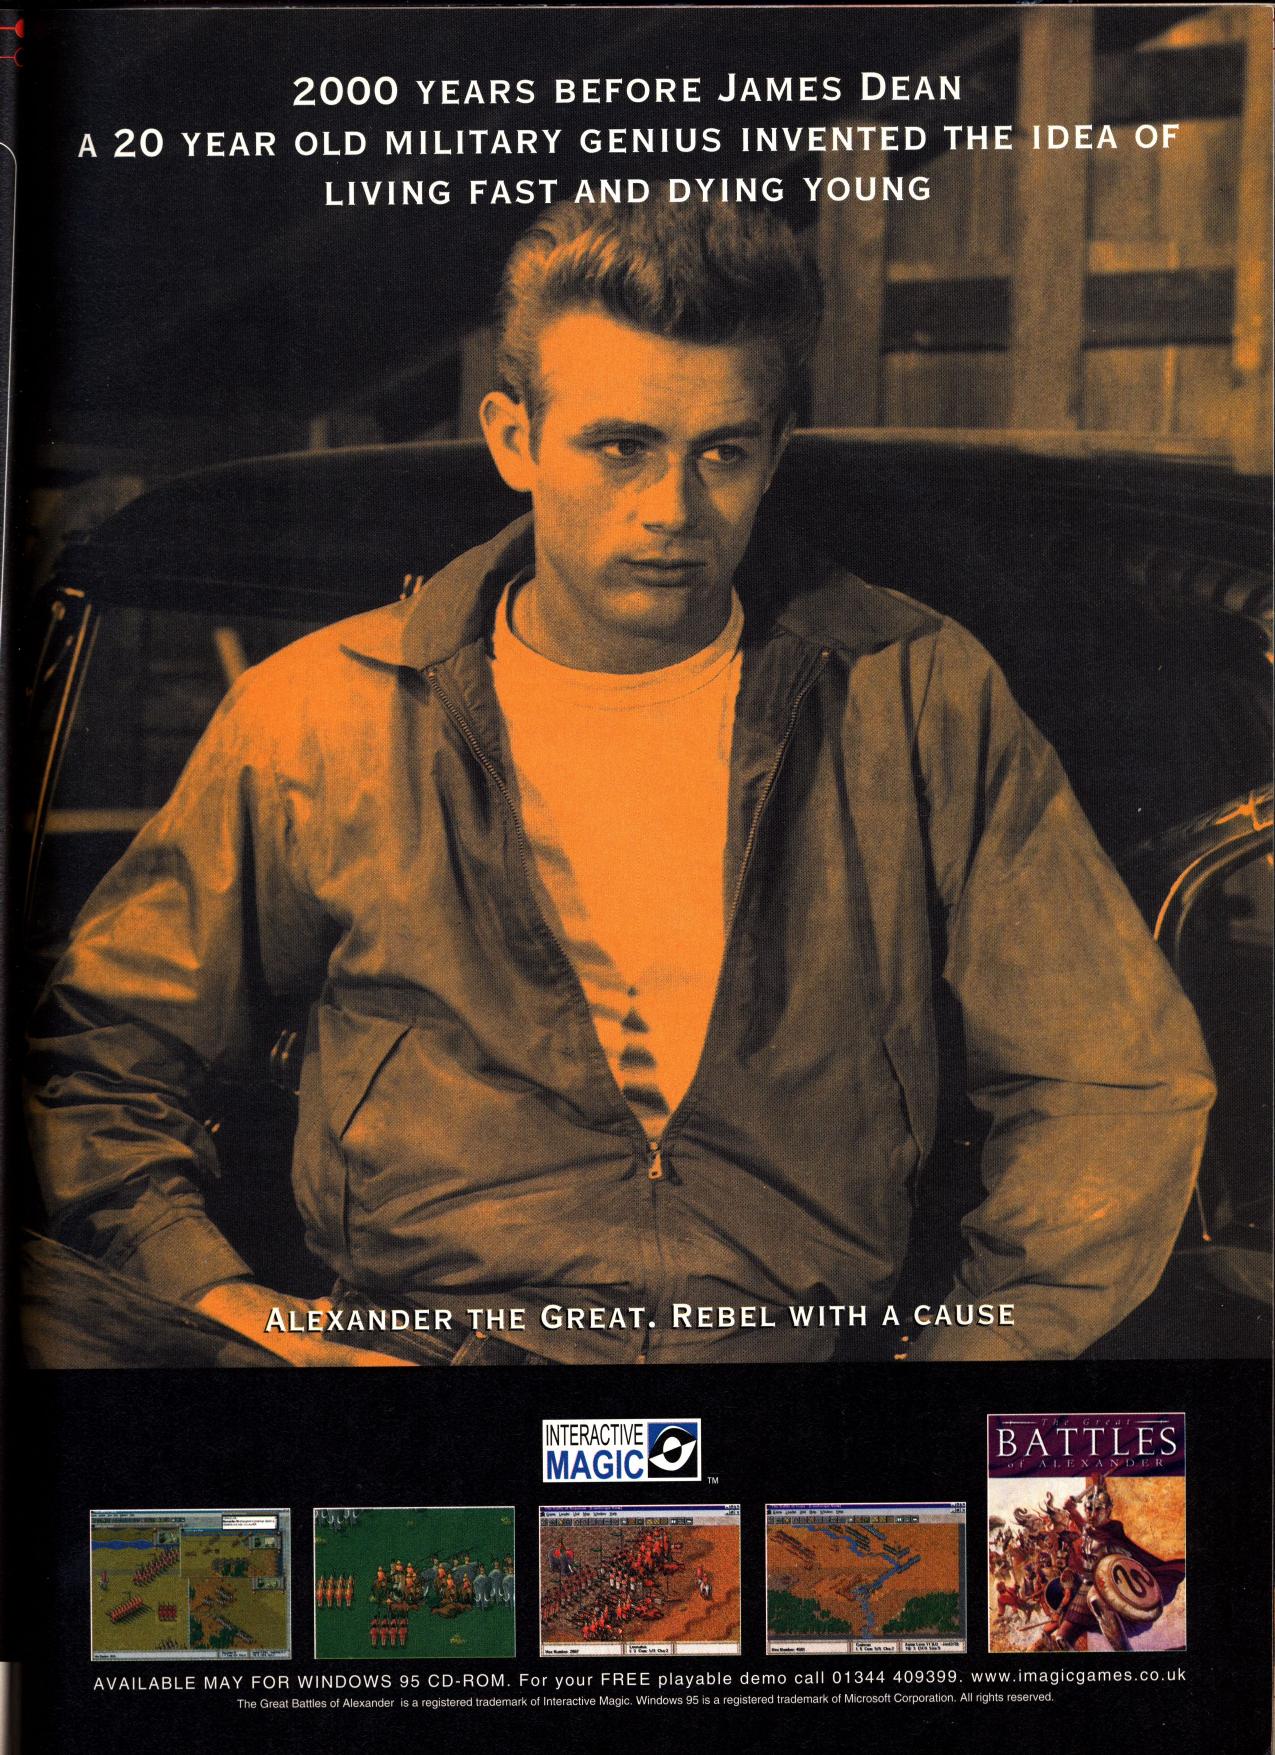 2000 YEARS BEFORE JAMES DEAN
A 20 YEAR OLD MILITARY GENIUS INVENTED THE IDEA OF
LIVING FAST AND DYING YOUNG
ALEXANDER THE GREAT. REBEL WITH A CAUSE
INTERACTIVE
MAGIC
TM
The Great
BATTLES
of ALEXANDER
AVAILABLE MAY FOR WINDOWS 95 CD-ROM. For your FREE playable demo call 01344 409399. www.imagicgames.co.uk
The Great Battles of Alexander is a registered trademark of Interactive Magic. Windows 95 is a registered trademark of Microsoft Corporation. All rights reserved.